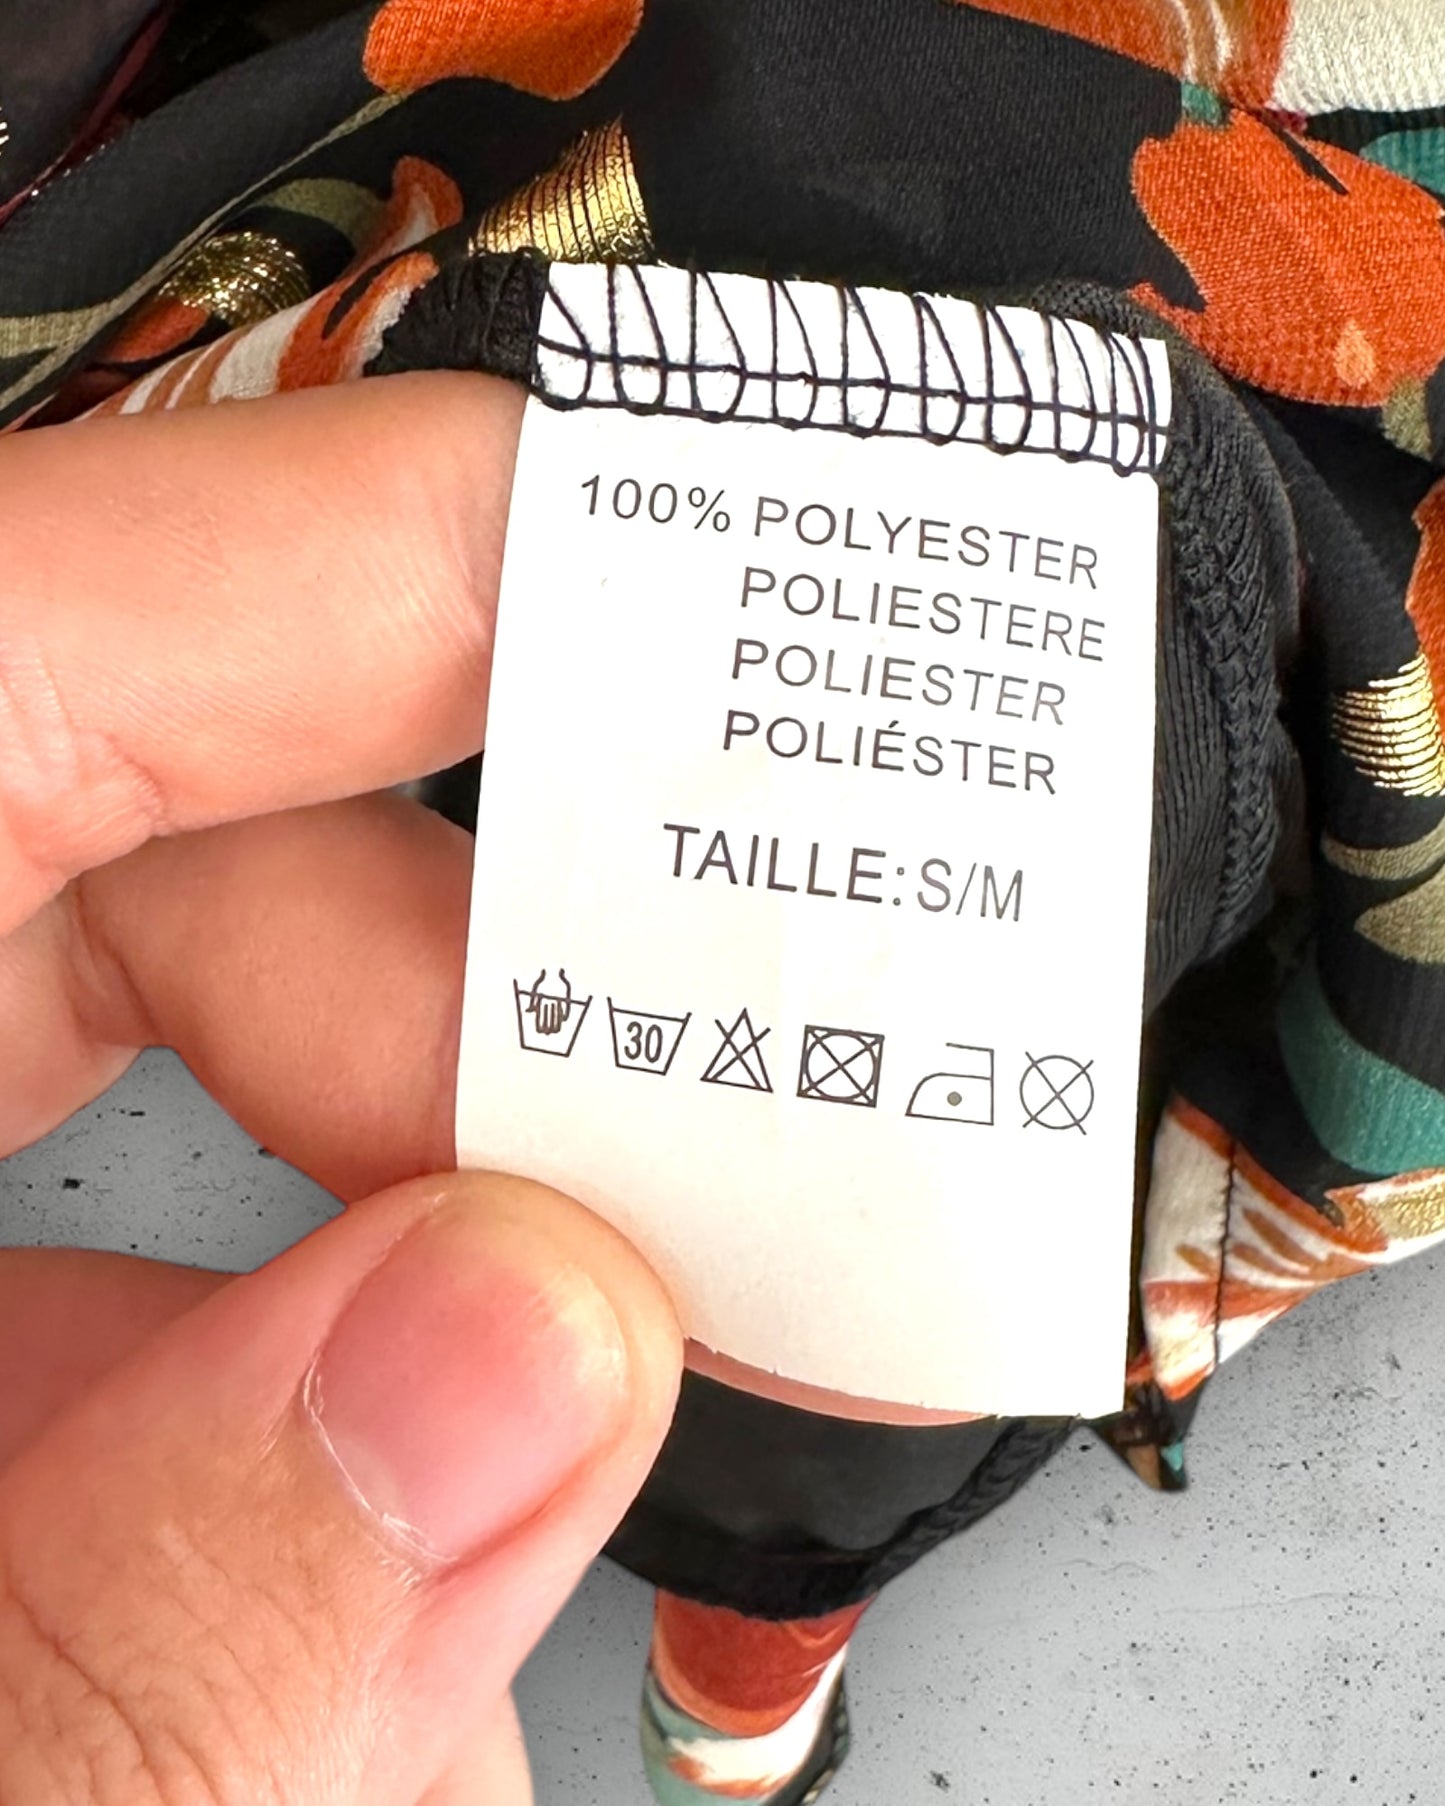 100% POLYESTER
POLIESTERE
POLIESTER
POLIÉSTER
TAILLE: S/M
30